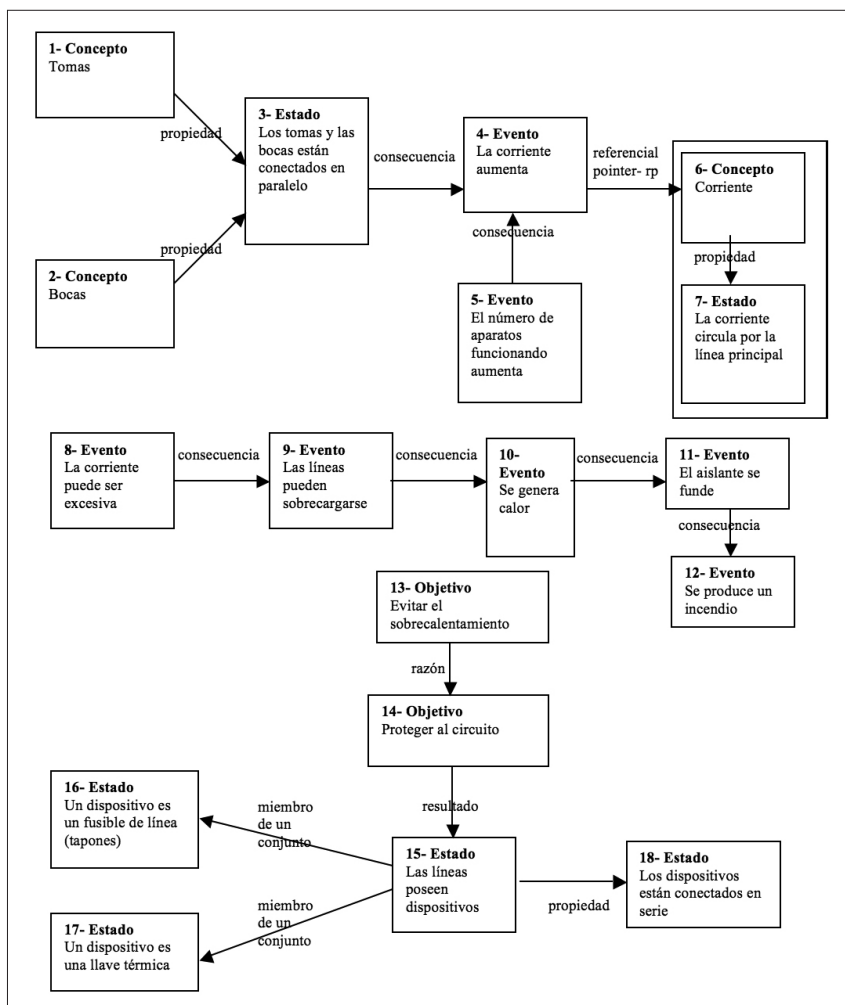 1- Concepto
Tomas
propiedad
2- Concepto
Bocas
propiedad
3- Estado
Los tomas y las
bocas están
conectados en
paralelo
consecuencia
4- Evento
La corriente
aumenta
consecuencia
5- Evento
El número de
aparatos
funcionando
aumenta
referencial
pointer- rp
6- Concepto
Corriente
propiedad
7- Estado
La corriente
circula por la
línea principal
8- Evento
La corriente
puede ser
excesiva
consecuencia
9- Evento
Las líneas
pueden
sobrecargarse
consecuencia
10-
Evento
Se genera
calor
consecuencia
11- Evento
El aislante se
funde
consecuencia
12- Evento
Se produce un
incendio
13- Objetivo
Evitar el
sobrecalentamiento
razón
14- Objetivo
Proteger al circuito
resultado
15- Estado
Las líneas
poseen
dispositivos
miembro
de un
conjunto
16- Estado
Un dispositivo es
un fusible de línea
(tapones)
miembro
de un
conjunto
17- Estado
Un dispositivo es
una llave térmica
propiedad
18- Estado
Los dispositivos
están conectados en
serie